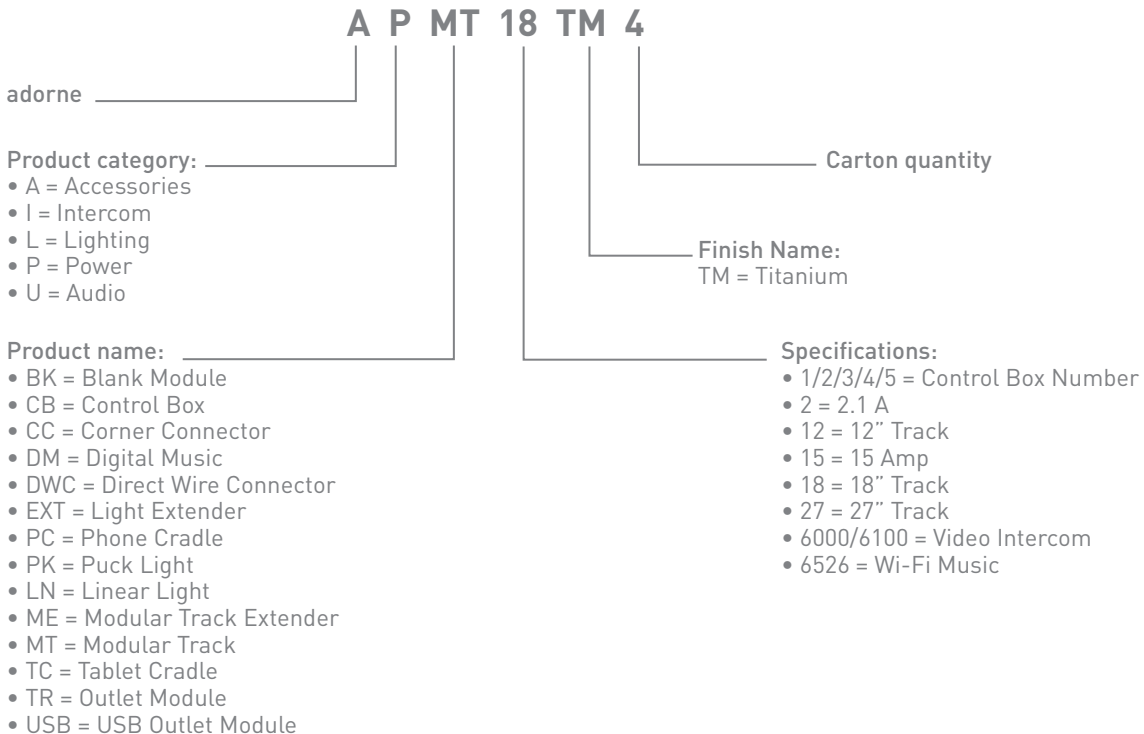 A P MT 18 TM 4
adorne
Product category:
• A = Accessories
• I = Intercom
• L = Lighting
• P = Power
• U = Audio
Carton quantity
Finish Name:
TM = Titanium
Product name:
• BK = Blank Module
• CB = Control Box
• CC = Corner Connector
• DM = Digital Music
• DWC = Direct Wire Connector
• EXT = Light Extender
• PC = Phone Cradle
• PK = Puck Light
• LN = Linear Light
• ME = Modular Track Extender
• MT = Modular Track
• TC = Tablet Cradle
• TR = Outlet Module
• USB = USB Outlet Module
Specifications:
• 1/2/3/4/5 = Control Box Number
• 2 = 2.1 A
• 12 = 12” Track
• 15 = 15 Amp
• 18 = 18” Track
• 27 = 27” Track
• 6000/6100 = Video Intercom
• 6526 = Wi-Fi Music